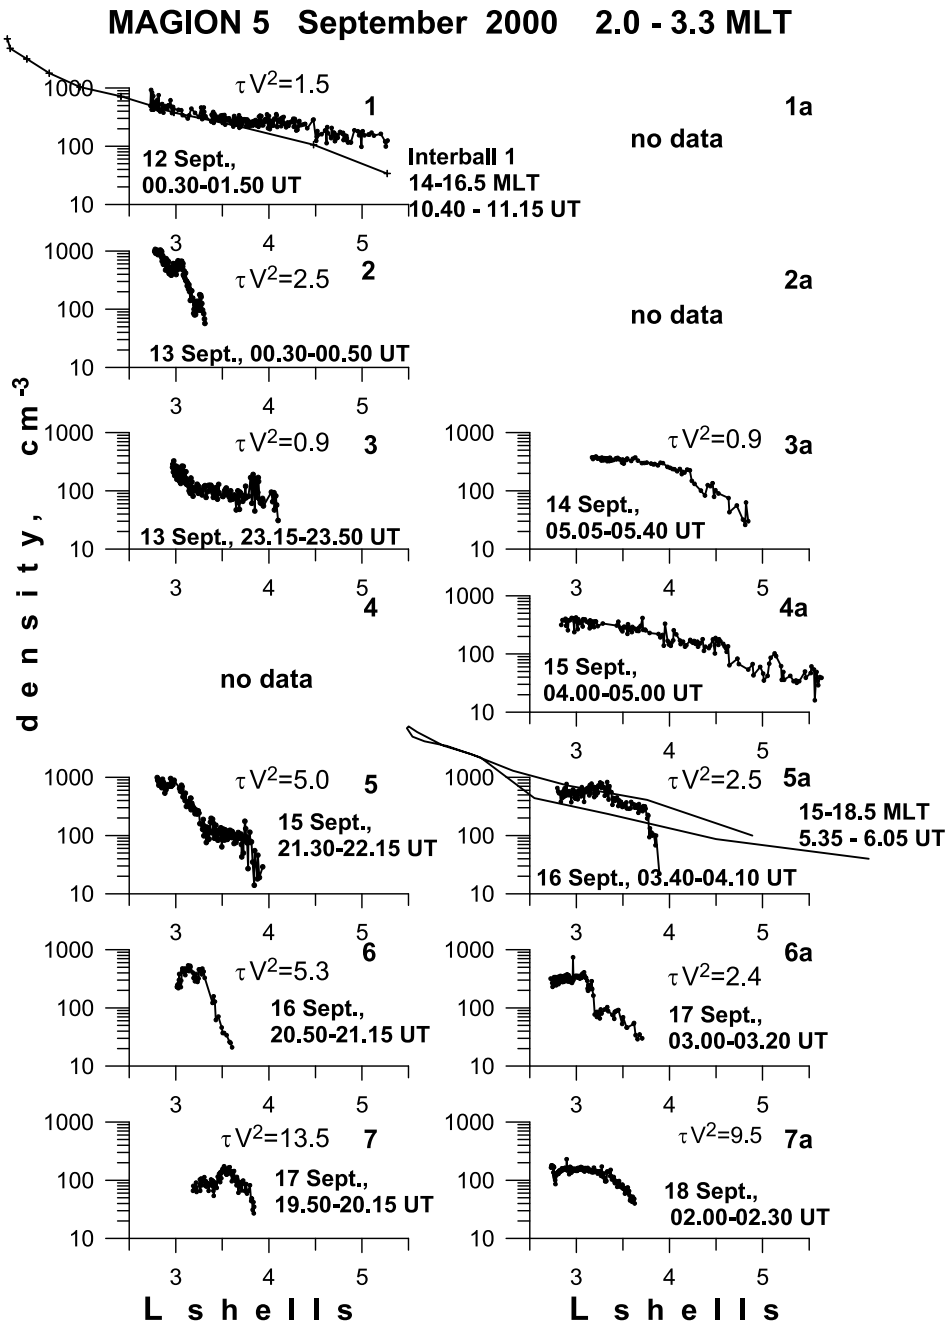 MAGION 5 September 2000 2.0 - 3.3 MLT
density, cm-3
1000
100
10
τV²=1.5
1
12 Sept.,
00.30-01.50 UT
Interball 1
14-16.5 MLT
10.40 - 11.15 UT
3 4 5
1a
no data
1000
100
10
τV²=2.5
2
13 Sept., 00.30-00.50 UT
3 4 5
2a
no data
1000
100
10
τV²=0.9
3
13 Sept., 23.15-23.50 UT
3 4 5
1000
100
10
τV²=0.9
3a
14 Sept.,
05.05-05.40 UT
3 4 5
4
no data
1000
100
10
4a
15 Sept.,
04.00-05.00 UT
3 4 5
1000
100
10
τV²=5.0
5
15 Sept.,
21.30-22.15 UT
3 4 5
1000
100
10
τV²=2.5
5a
15-18.5 MLT
5.35 - 6.05 UT
16 Sept., 03.40-04.10 UT
3 4 5
1000
100
10
τV²=5.3
6
16 Sept.,
20.50-21.15 UT
3 4 5
1000
100
10
τV²=2.4
6a
17 Sept.,
03.00-03.20 UT
3 4 5
1000
100
10
τV²=13.5
7
17 Sept.,
19.50-20.15 UT
3 4 5
L shells
1000
100
10
τV²=9.5
7a
18 Sept.,
02.00-02.30 UT
3 4 5
L shells